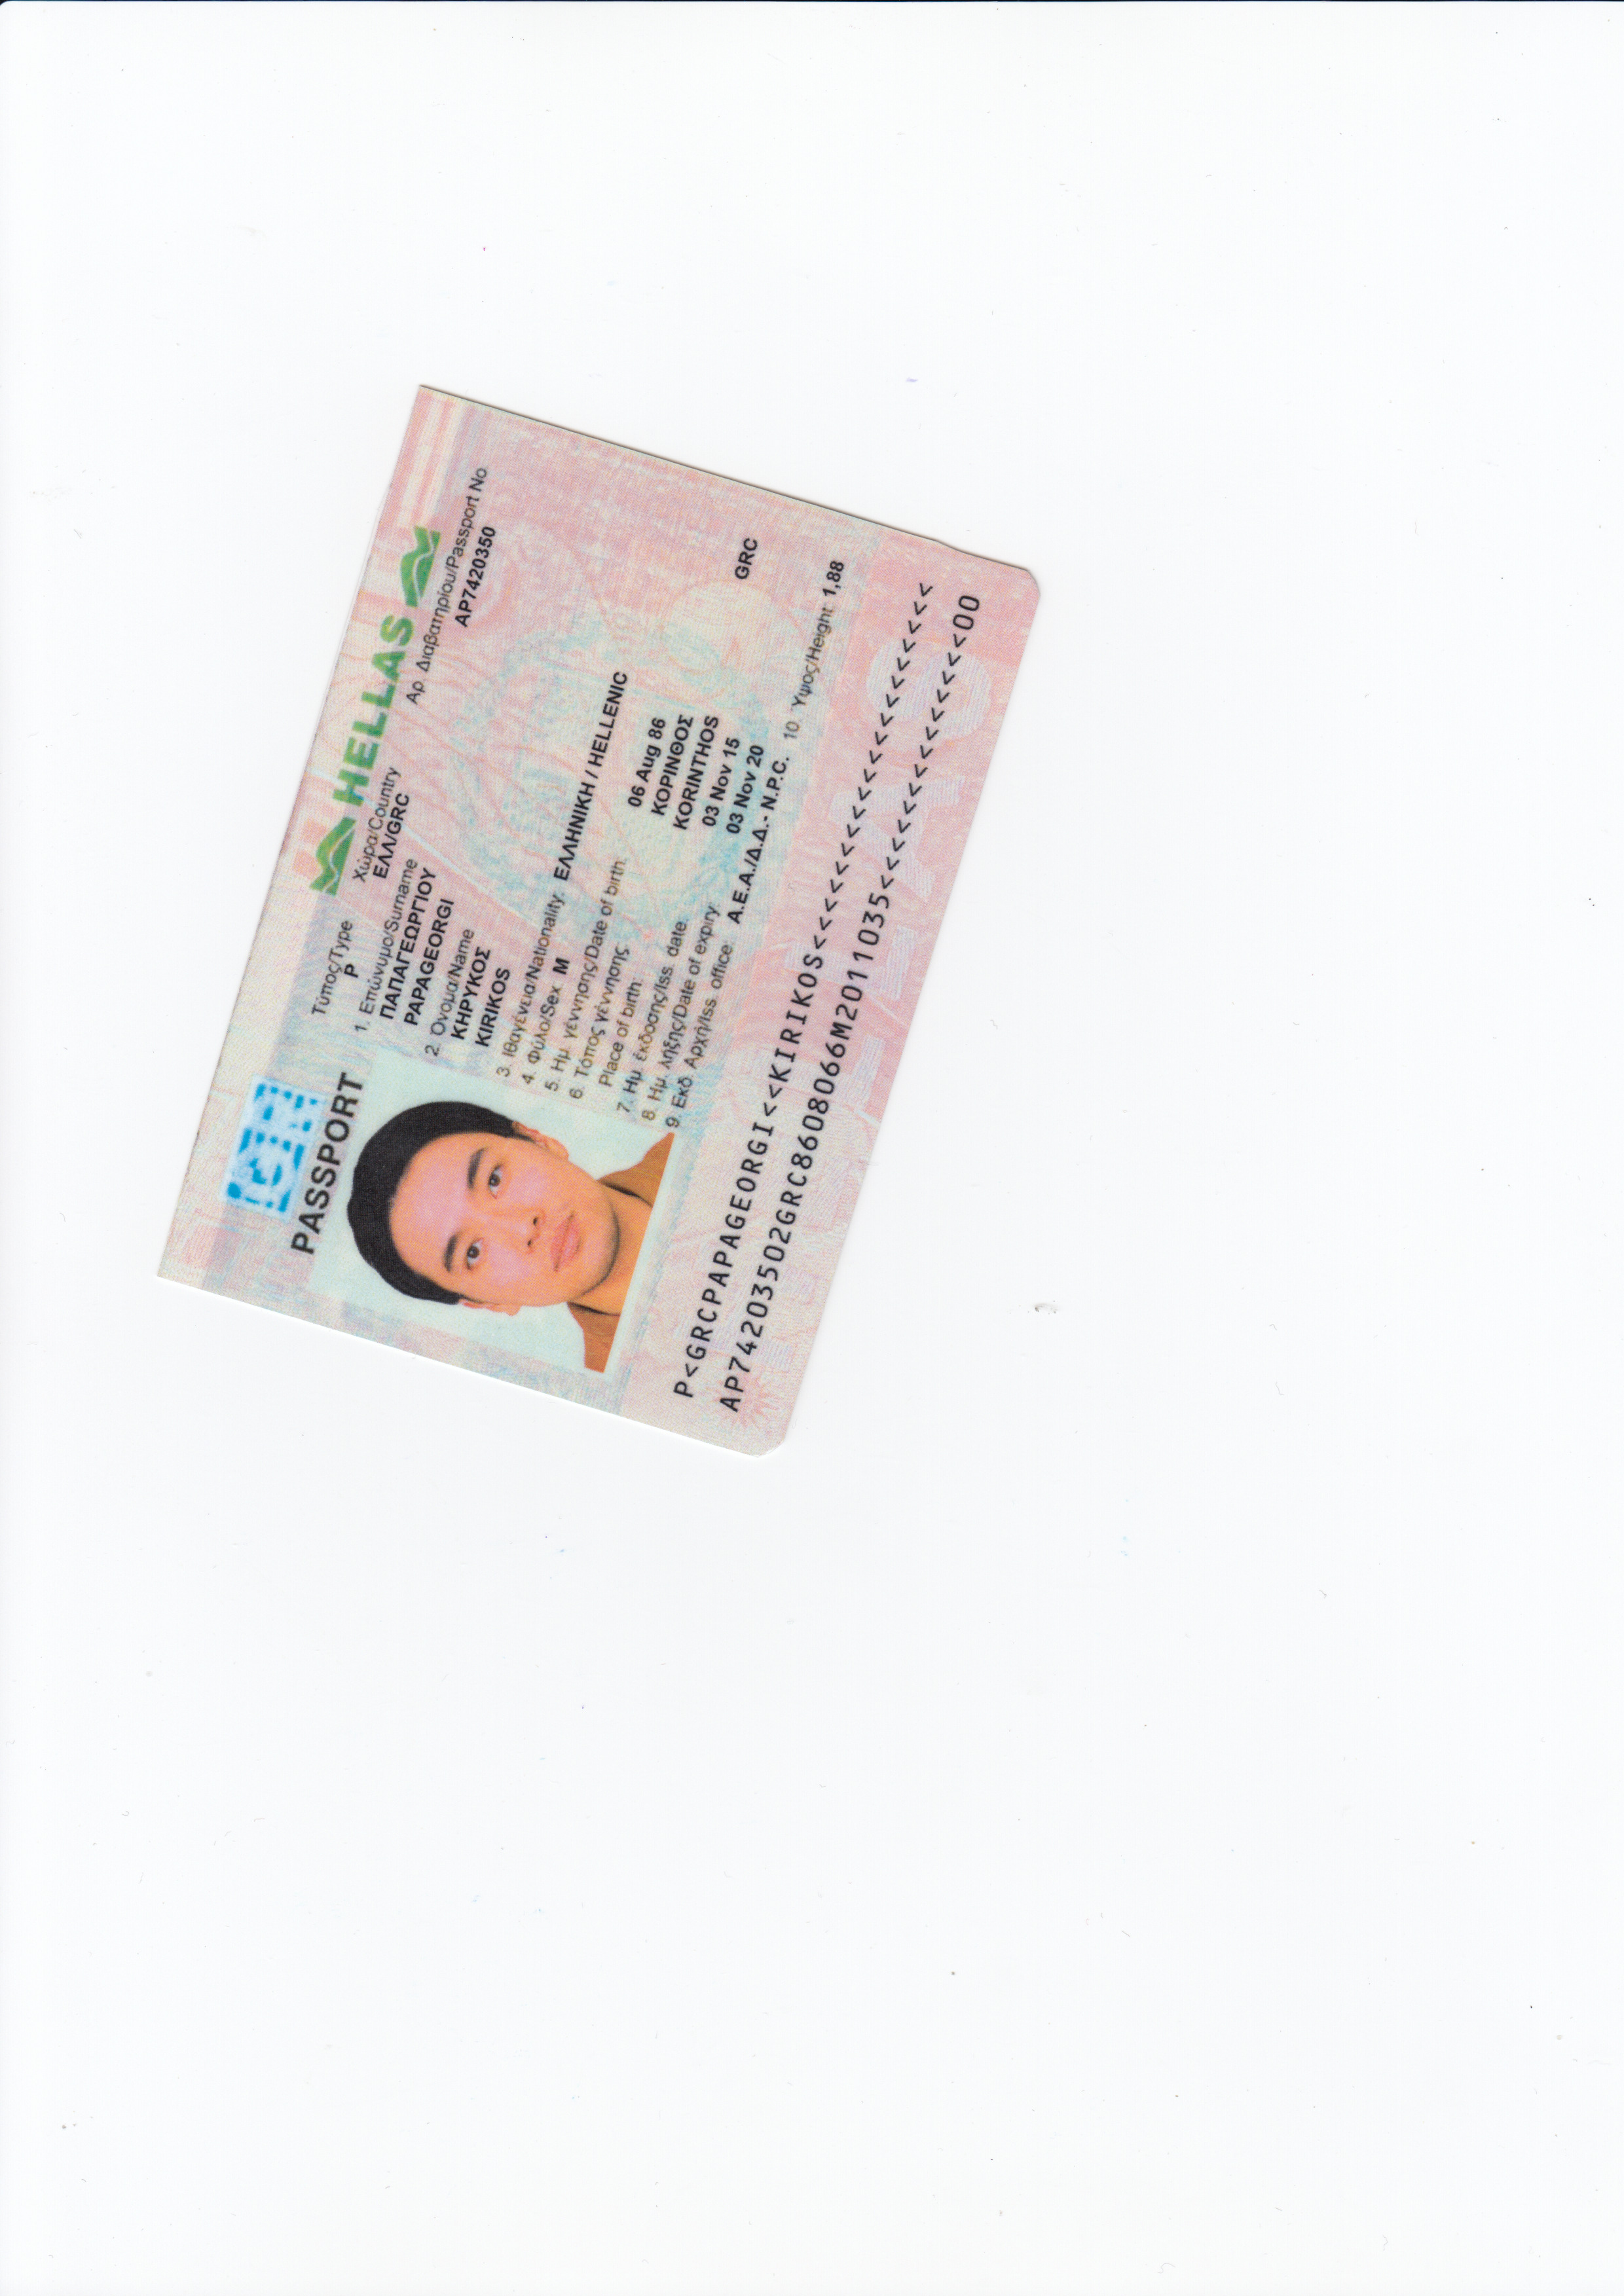 PASSPORT
HELLAS
Τύπος/Type
P
Χώρα/Country
ΕΛΛ/GRC
Αρ. Διαβατηρίου/Passport No
AP7420350
1. Επώνυμο/Surname
ΠΑΠΑΓΕΩΡΓΙΟΥ
PAPAGEORGI
2. Όνομα/Name
ΚΗΡΥΚΟΣ
KIRIKOS
3. Ιθαγένεια/Nationality. ΕΛΛΗΝΙΚΗ / HELLENIC
4. Φύλο/Sex M
5. Ημ. γέννησης/Date of birth. 06 Aug 86
6. Τόπος γέννησης. ΚΟΡΙΝΘΟΣ
Place of birth. KORINTHOS GRC
7. Ημ. έκδοσης/Iss. date. 03 Nov 15
8. Ημ. λήξης/Date of expiry. 03 Nov 20
9. Εκδ. Αρχή/Iss. office. Α.Ε.Α./Δ.Δ.- N.P.C. 10. Ύψος/Height. 1,88
P<GRCPAPAGEORGI<<KIRIKOS<<<<<<<<<<<<<<<<<<<<
AP74203502GRC8608066M2011035<<<<<<<<<<<<<<00